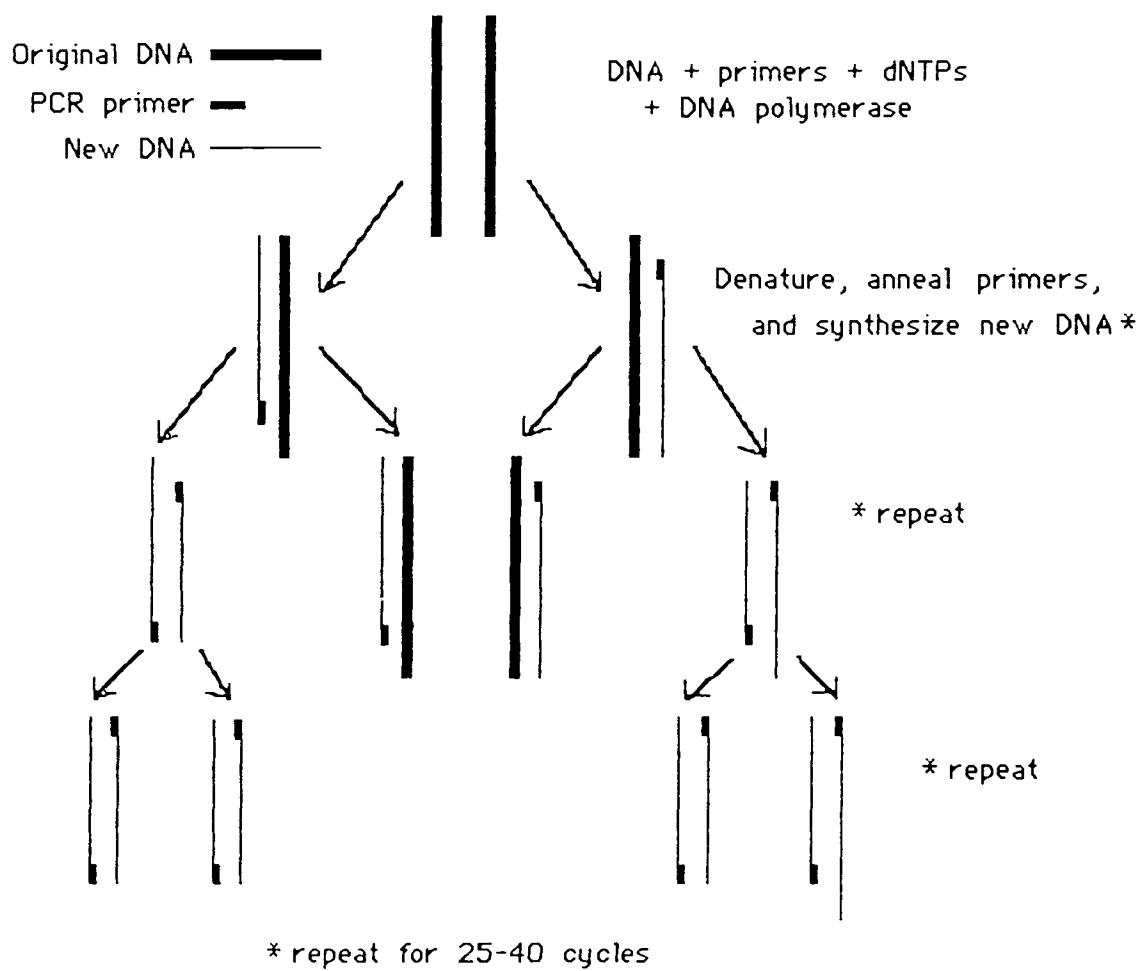 Original DNA
PCR primer
New DNA
DNA + primers + dNTPs
+ DNA polymerase
Denature, anneal primers,
and synthesize new DNA *
* repeat
* repeat
* repeat for 25-40 cycles